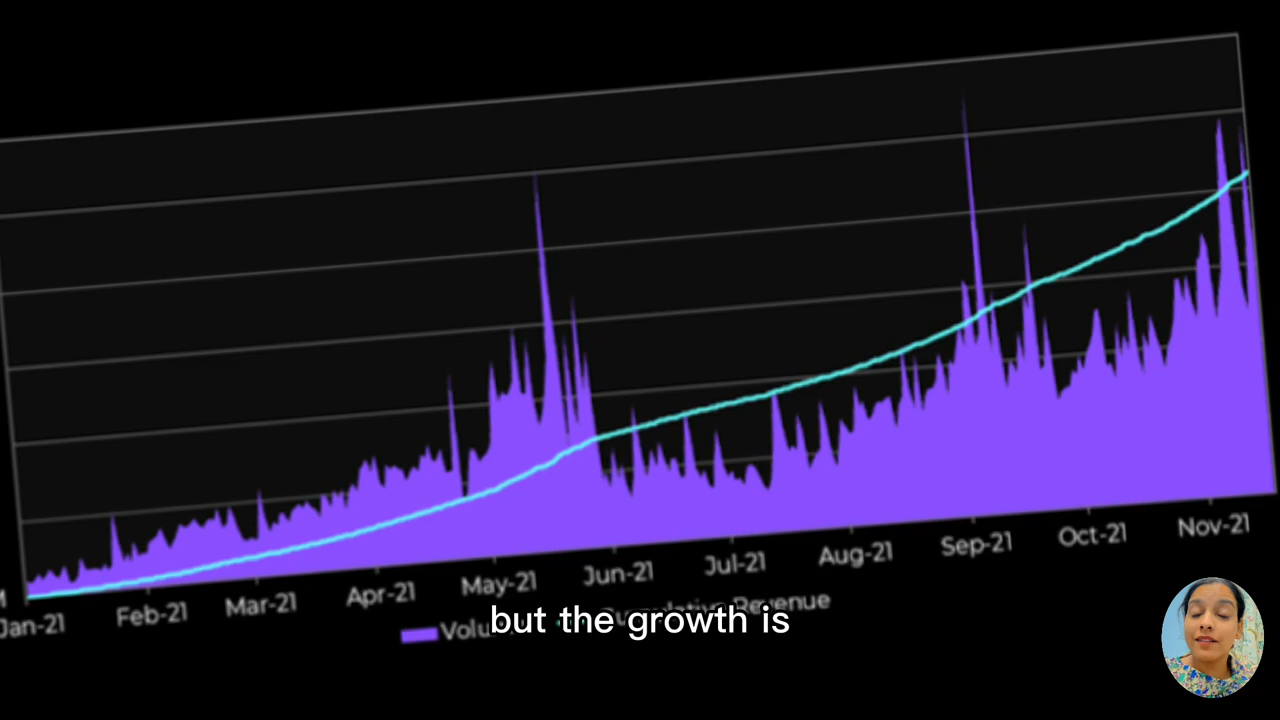 Jan-21 Feb-21 Mar-21 Apr-21 May-21 Jun-21 Jul-21 Aug-21 Sep-21 Oct-21 Nov-21
Revenue
but the growth is